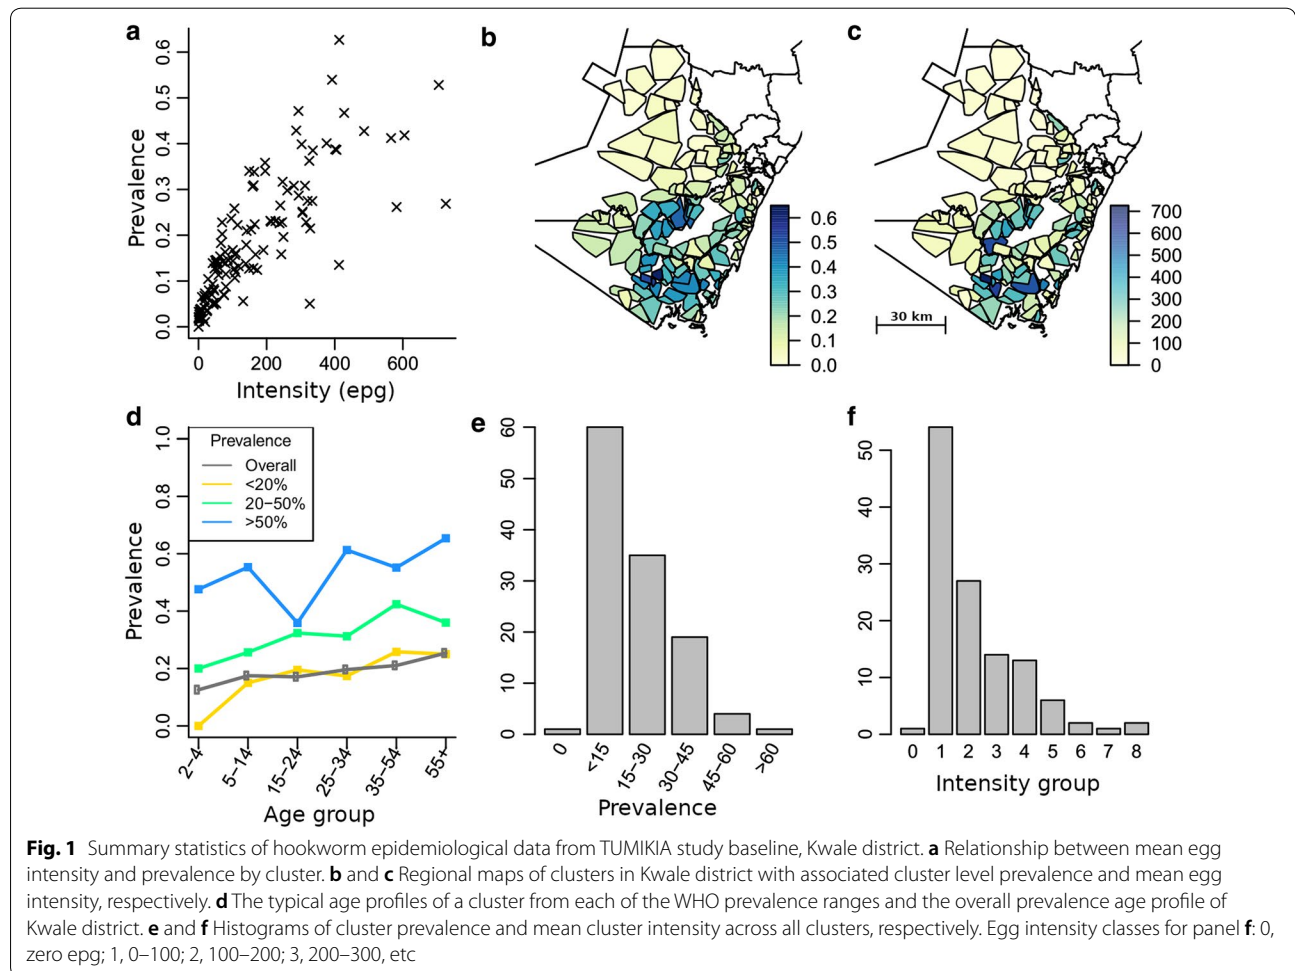 a
Prevalence
0.6
0.5
0.4
0.3
0.2
0.1
0.0
0 200 400 600
Intensity (epg)
b
0.6
0.5
0.4
0.3
0.2
0.1
0.0
c
30 km
700
600
500
400
300
200
100
0
d
Prevalence
1.0
0.8
0.6
0.4
0.2
0.0
Prevalence
Overall
<20%
20–50%
>50%
2–4 5–14 15–24 25–34 35–54 55+
Age group
e
60
50
40
30
20
10
0
0 <15 15–30 30–45 45–60 >60
Prevalence
f
50
40
30
20
10
0
0 1 2 3 4 5 6 7 8
Intensity group
Fig. 1 Summary statistics of hookworm epidemiological data from TUMIKIA study baseline, Kwale district. a Relationship between mean egg
intensity and prevalence by cluster. b and c Regional maps of clusters in Kwale district with associated cluster level prevalence and mean egg
intensity, respectively. d The typical age profiles of a cluster from each of the WHO prevalence ranges and the overall prevalence age profile of
Kwale district. e and f Histograms of cluster prevalence and mean cluster intensity across all clusters, respectively. Egg intensity classes for panel f: 0,
zero epg; 1, 0–100; 2, 100–200; 3, 200–300, etc